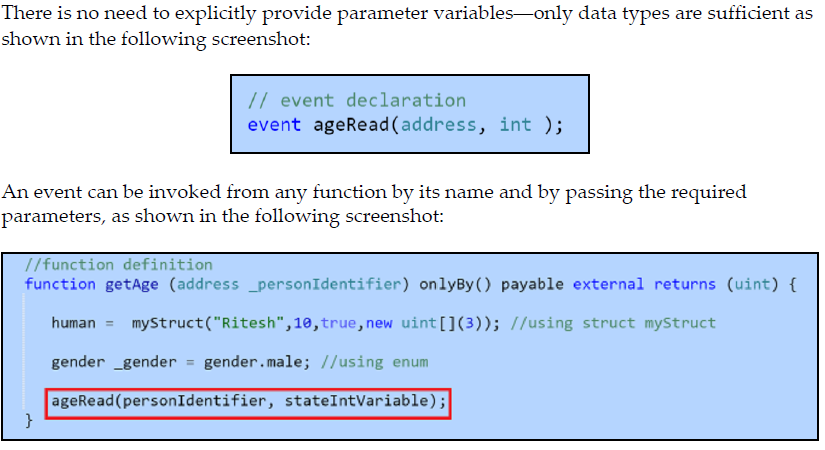 There is no need to explicitly provide parameter variables—only data types are sufficient as
shown in the following screenshot:
// event declaration
event ageRead(address, int );
An event can be invoked from any function by its name and by passing the required
parameters, as shown in the following screenshot:
//function definition
function getAge (address _personIdentifier) onlyBy() payable external returns (uint) {
human = myStruct("Ritesh",10,true,new uint[](3)); //using struct myStruct
gender _gender = gender.male; //using enum
ageRead(personIdentifier, stateIntVariable);
}